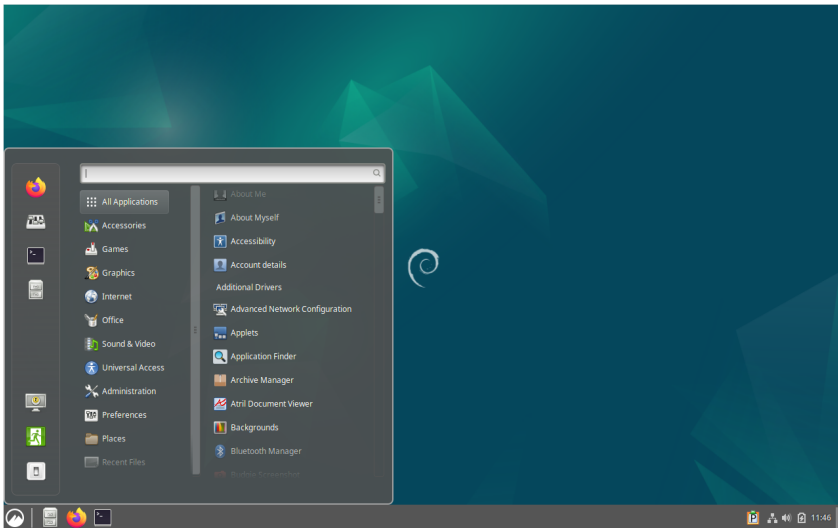 All Applications
Accessories
Games
Graphics
Internet
Office
Sound & Video
Universal Access
Administration
Preferences
Places
Recent Files
About Me
About Myself
Accessibility
Account details
Additional Drivers
Advanced Network Configuration
Applets
Application Finder
Archive Manager
Atril Document Viewer
Backgrounds
Bluetooth Manager
11:46